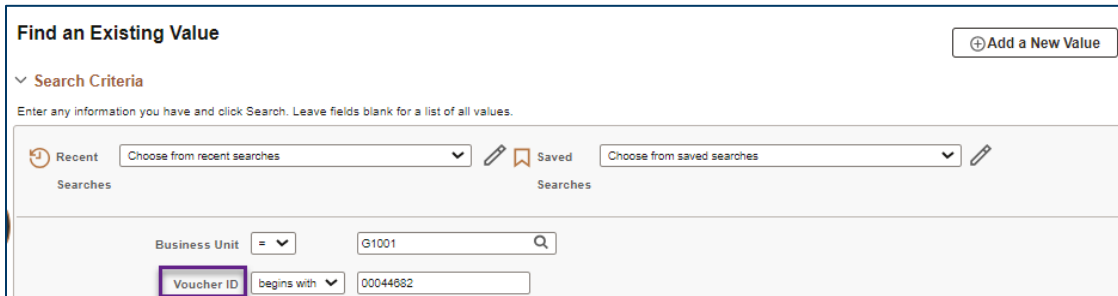 Find an Existing Value
Add a New Value
Search Criteria
Enter any information you have and click Search. Leave fields blank for a list of all values.
Recent Searches
Choose from recent searches
Saved Searches
Choose from saved searches
Business Unit = G1001
Voucher ID begins with 00044682